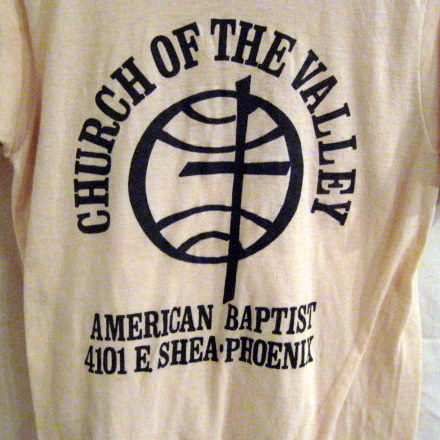 CHURCH OF THE VALLEY
AMERICAN BAPTIST
4101 E. SHEA·PHOENIX